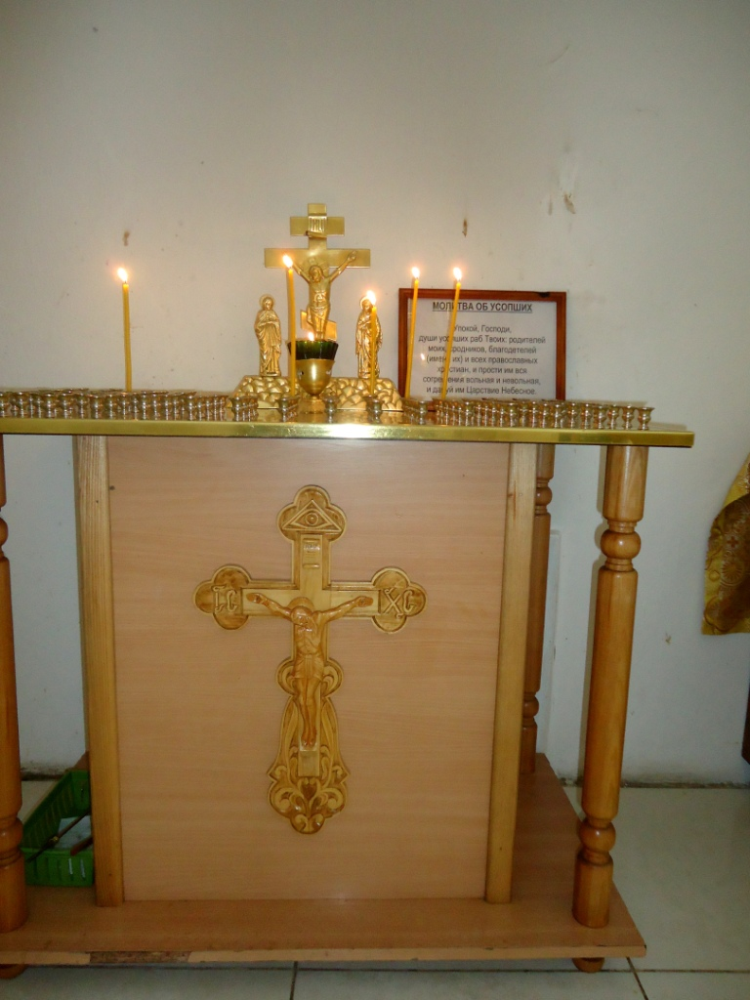 МОЛИТВА ОБ УСОПШИХ
Упокой, Господи,
души усопших раб Твоих: родителей
моих, сродников, благодетелей
(имена их) и всех православных
христиан, и прости им вся
согрешения вольная и невольная,
и даруй им Царствие Небесное.
IC ХС